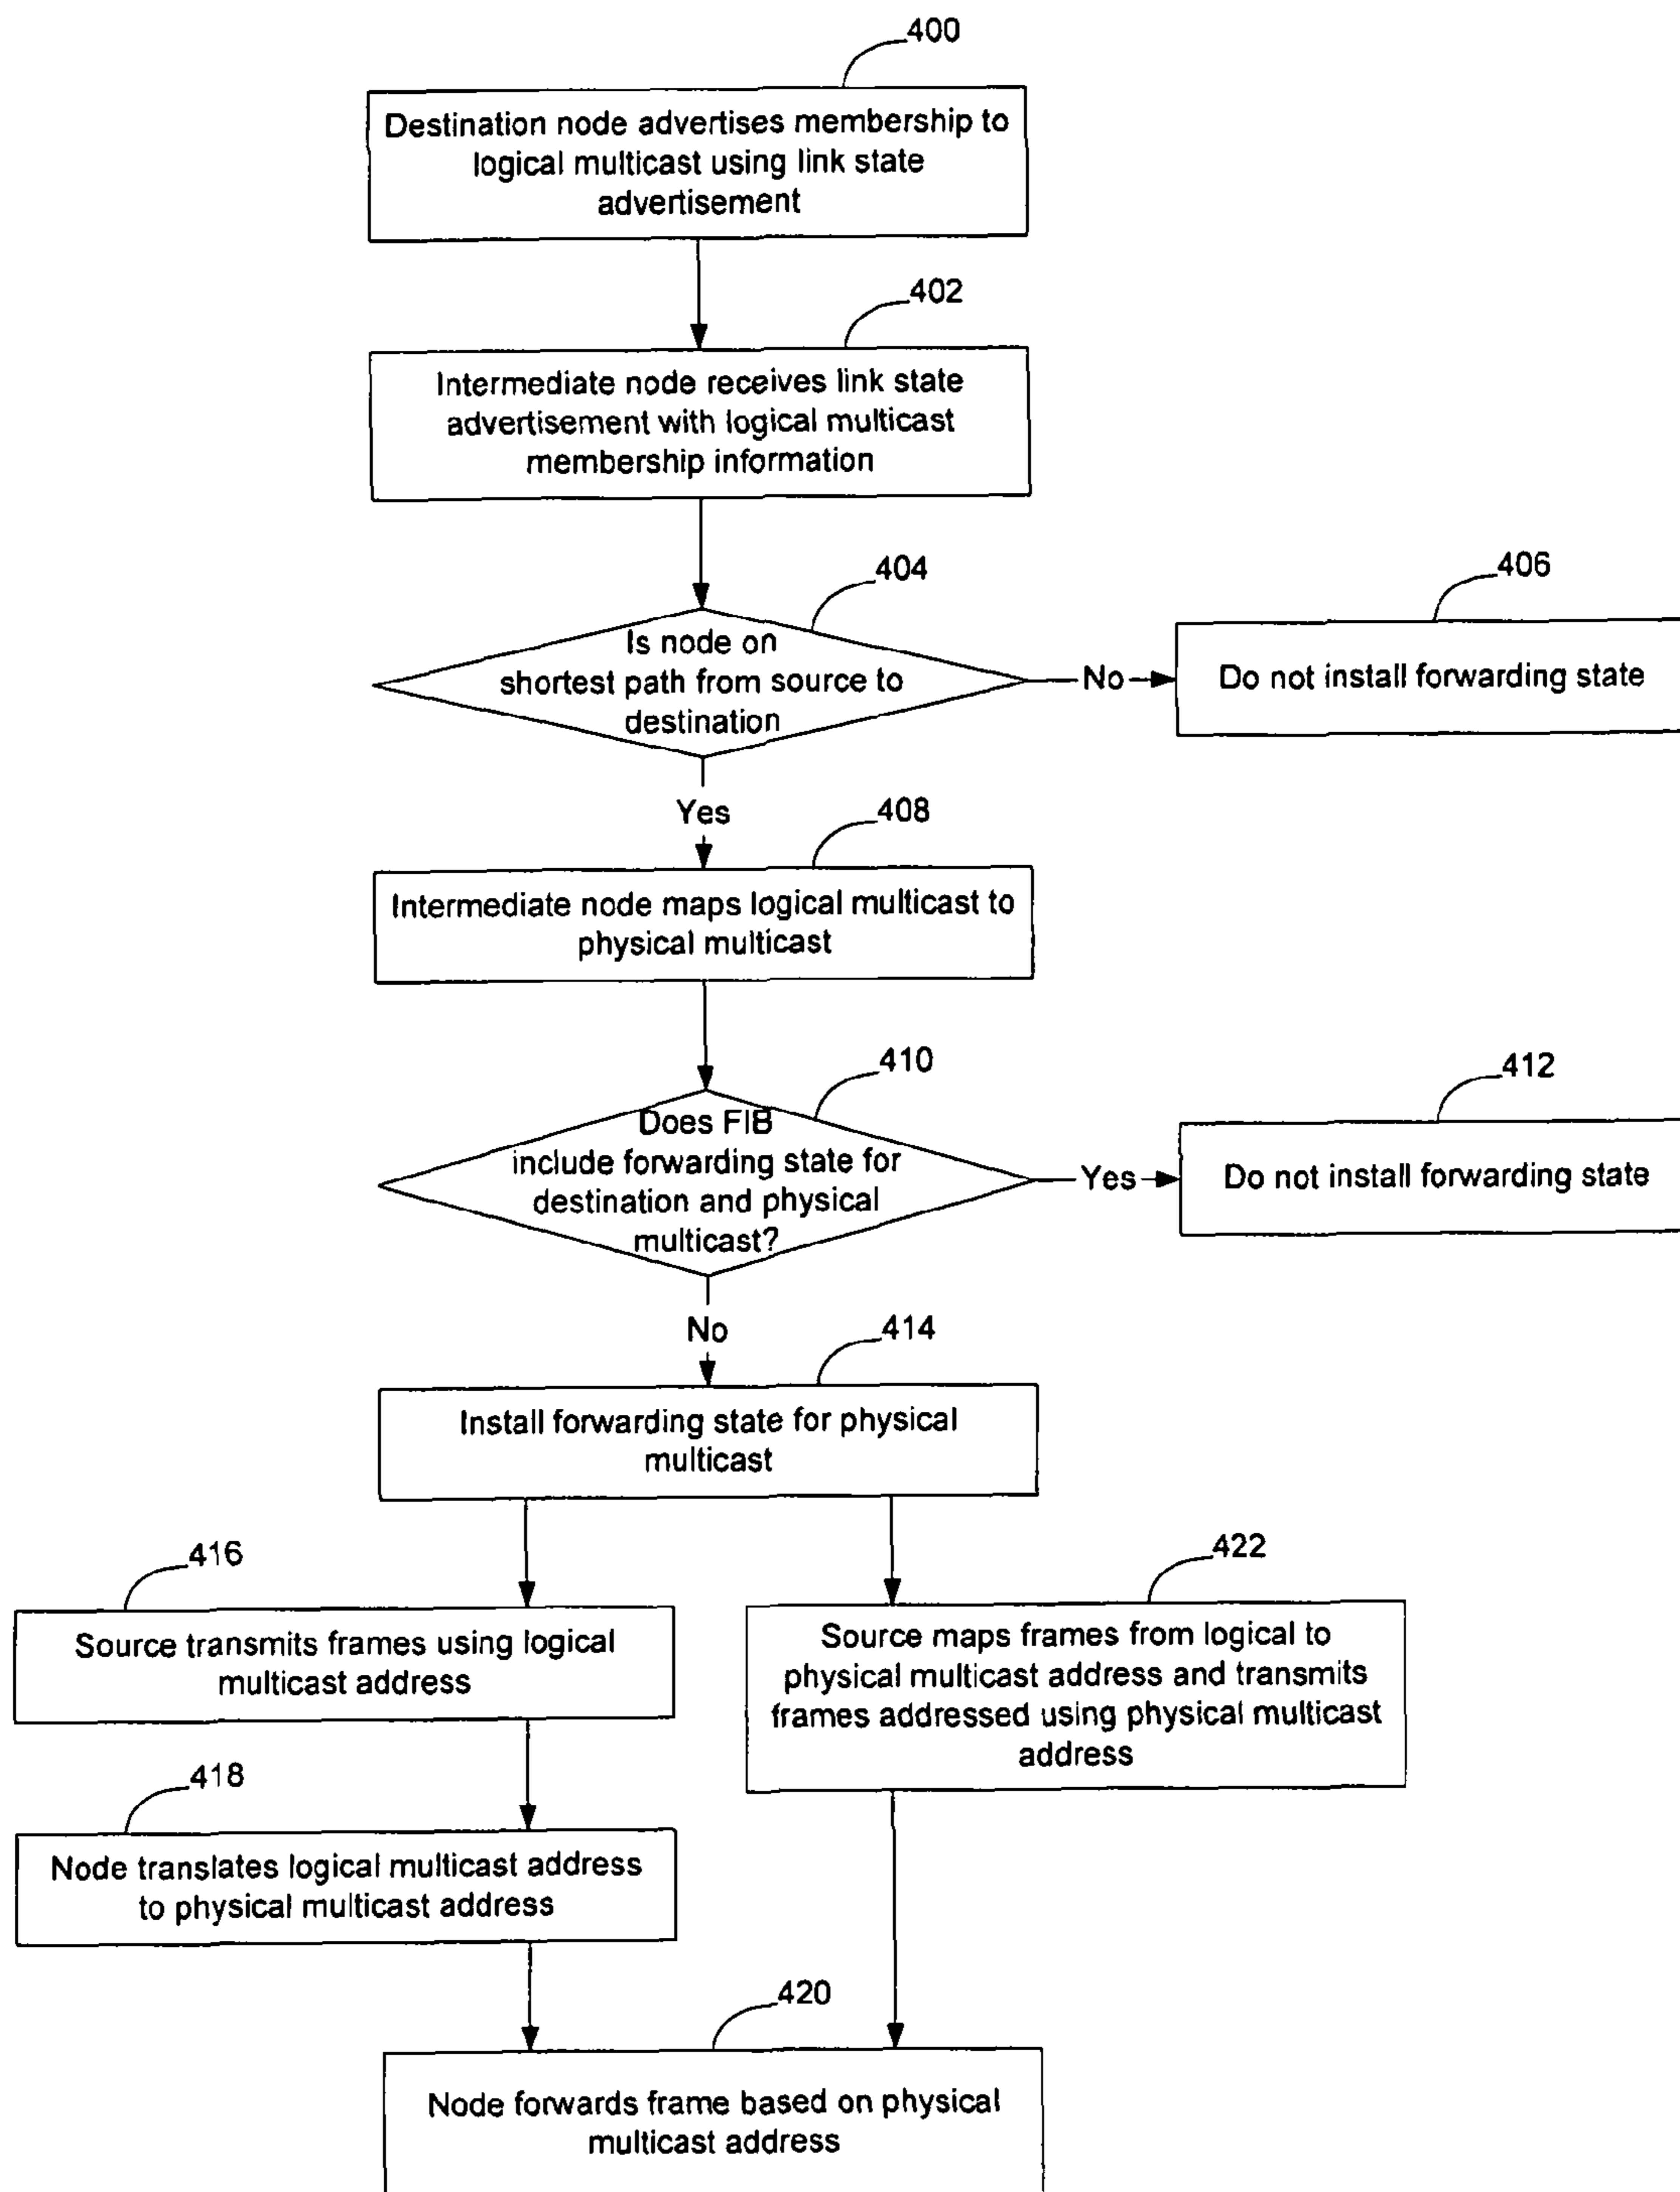 400
Destination node advertises membership to
logical multicast using link state
advertisement
402
Intermediate node receives link state
advertisement with logical multicast
membership information
404
Is node on
shortest path from source to
destination
No
406
Do not install forwarding state
Yes
408
Intermediate node maps logical multicast to
physical multicast
410
Does FIB
include forwarding state for
destination and physical
multicast?
Yes
412
Do not install forwarding state
No
414
Install forwarding state for physical
multicast
416
Source transmits frames using logical
multicast address
422
Source maps frames from logical to
physical multicast address and transmits
frames addressed using physical multicast
address
418
Node translates logical multicast address
to physical multicast address
420
Node forwards frame based on physical
multicast address